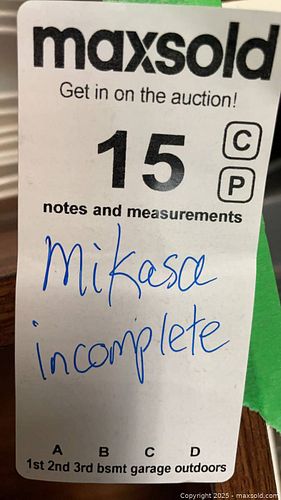 maxsold
Get in on the auction!
15
C
P
notes and measurements
Mikasa
incomplete
A B C D
1st 2nd 3rd bsmt garage outdoors
Copyright 2025 - maxsold.com